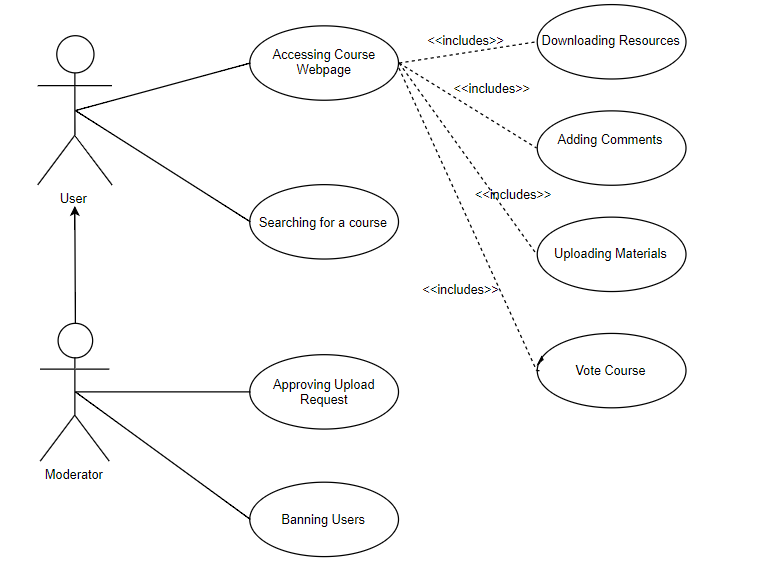 Accessing Course
Webpage
<<includes>>
Downloading Resources
<<includes>>
Adding Comments
User
Searching for a course
<<includes>>
Uploading Materials
<<includes>>
Vote Course
Approving Upload
Request
Moderator
Banning Users